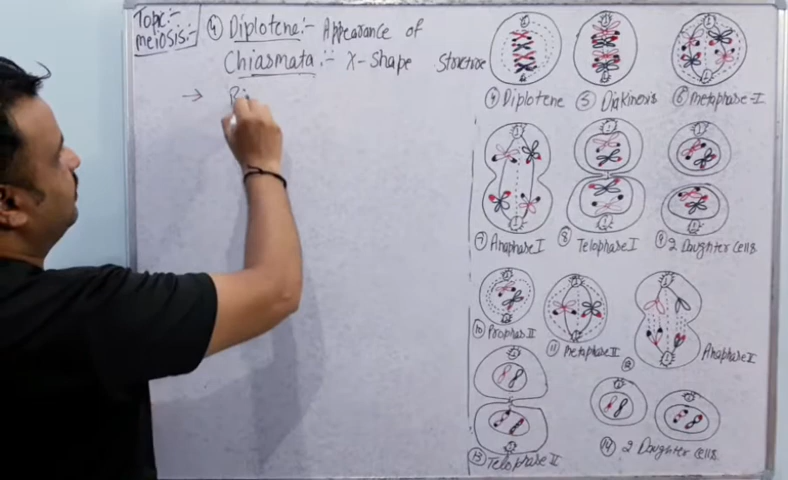 Topic:-
meiosis:-
④ Diplotene:- Appearance of
Chiasmata:- X-Shape Structure
→ Bi
④ Diplotene
⑤ Diakinesis
⑥ Metaphase-I
⑦ Anaphase I
⑧ Telophase I
⑨ 2 Daughter Cells
⑩ Prophase II
⑪ Metaphase II
⑫ Anaphase I
⑬ Telophase II
⑭ 2 Daughter Cells